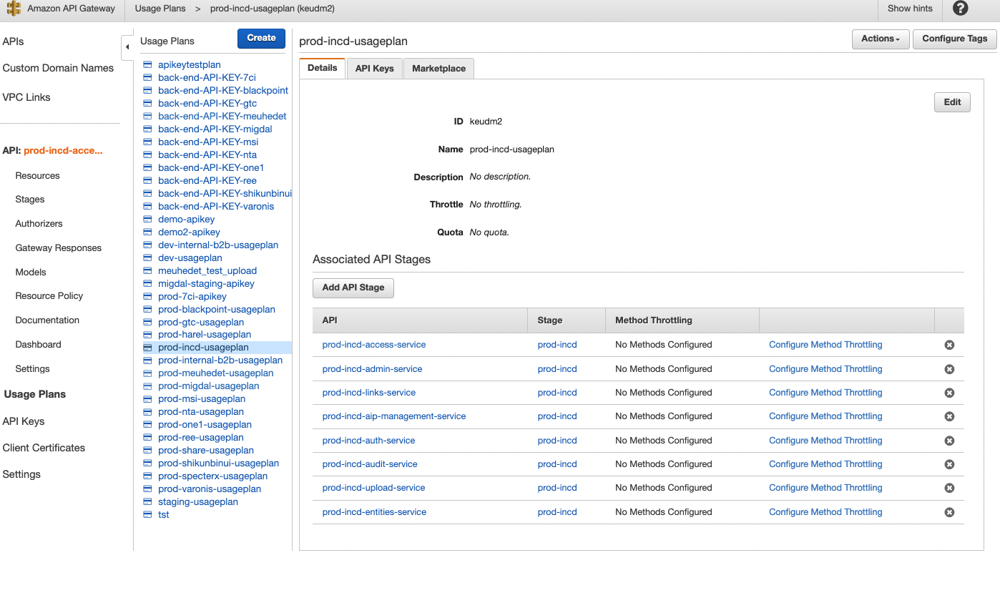 Amazon API Gateway
Usage Plans > prod-incd-usageplan (keudm2)
Show hints
?
APIs
Custom Domain Names
VPC Links
API: prod-incd-acce...
Resources
Stages
Authorizers
Gateway Responses
Models
Resource Policy
Documentation
Dashboard
Settings
Usage Plans
API Keys
Client Certificates
Settings
Usage Plans
Create
apikeytestplan
back-end-API-KEY-7ci
back-end-API-KEY-blackpoint
back-end-API-KEY-gtc
back-end-API-KEY-meuhedet
back-end-API-KEY-migdal
back-end-API-KEY-msi
back-end-API-KEY-nta
back-end-API-KEY-one1
back-end-API-KEY-ree
back-end-API-KEY-shikunbinui
back-end-API-KEY-varonis
demo-apikey
demo2-apikey
dev-internal-b2b-usageplan
dev-usageplan
meuhedet_test_upload
migdal-staging-apikey
prod-7ci-apikey
prod-blackpoint-usageplan
prod-gtc-usageplan
prod-harel-usageplan
prod-incd-usageplan
prod-internal-b2b-usageplan
prod-meuhedet-usageplan
prod-migdal-usageplan
prod-msi-usageplan
prod-nta-usageplan
prod-one1-usageplan
prod-ree-usageplan
prod-share-usageplan
prod-shikunbinui-usageplan
prod-specterx-usageplan
prod-varonis-usageplan
staging-usageplan
tst
prod-incd-usageplan
Actions
Configure Tags
Details API Keys Marketplace
Edit
ID keudm2
Name prod-incd-usageplan
Description No description.
Throttle No throttling.
Quota No quota.
Associated API Stages
Add API Stage
API Stage Method Throttling
prod-incd-access-service prod-incd No Methods Configured Configure Method Throttling
prod-incd-admin-service prod-incd No Methods Configured Configure Method Throttling
prod-incd-links-service prod-incd No Methods Configured Configure Method Throttling
prod-incd-aip-management-service prod-incd No Methods Configured Configure Method Throttling
prod-incd-auth-service prod-incd No Methods Configured Configure Method Throttling
prod-incd-audit-service prod-incd No Methods Configured Configure Method Throttling
prod-incd-upload-service prod-incd No Methods Configured Configure Method Throttling
prod-incd-entities-service prod-incd No Methods Configured Configure Method Throttling